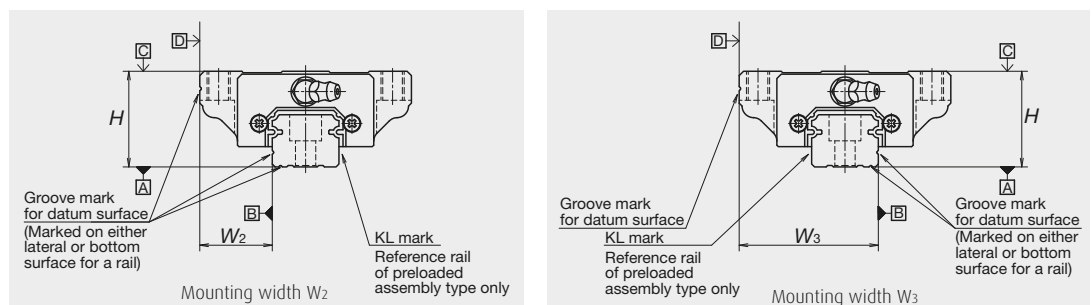 D
C
H
A
Groove mark
for datum surface
(Marked on either
lateral or bottom
surface for a rail)
B
W2
KL mark
Reference rail
of preloaded
assembly type only
Mounting width W2
D
C
H
A
Groove mark
for datum surface
KL mark
Reference rail
of preloaded
assembly type only
W3
B
Groove mark
for datum surface
(Marked on either
lateral or bottom
surface for a rail)
Mounting width W3